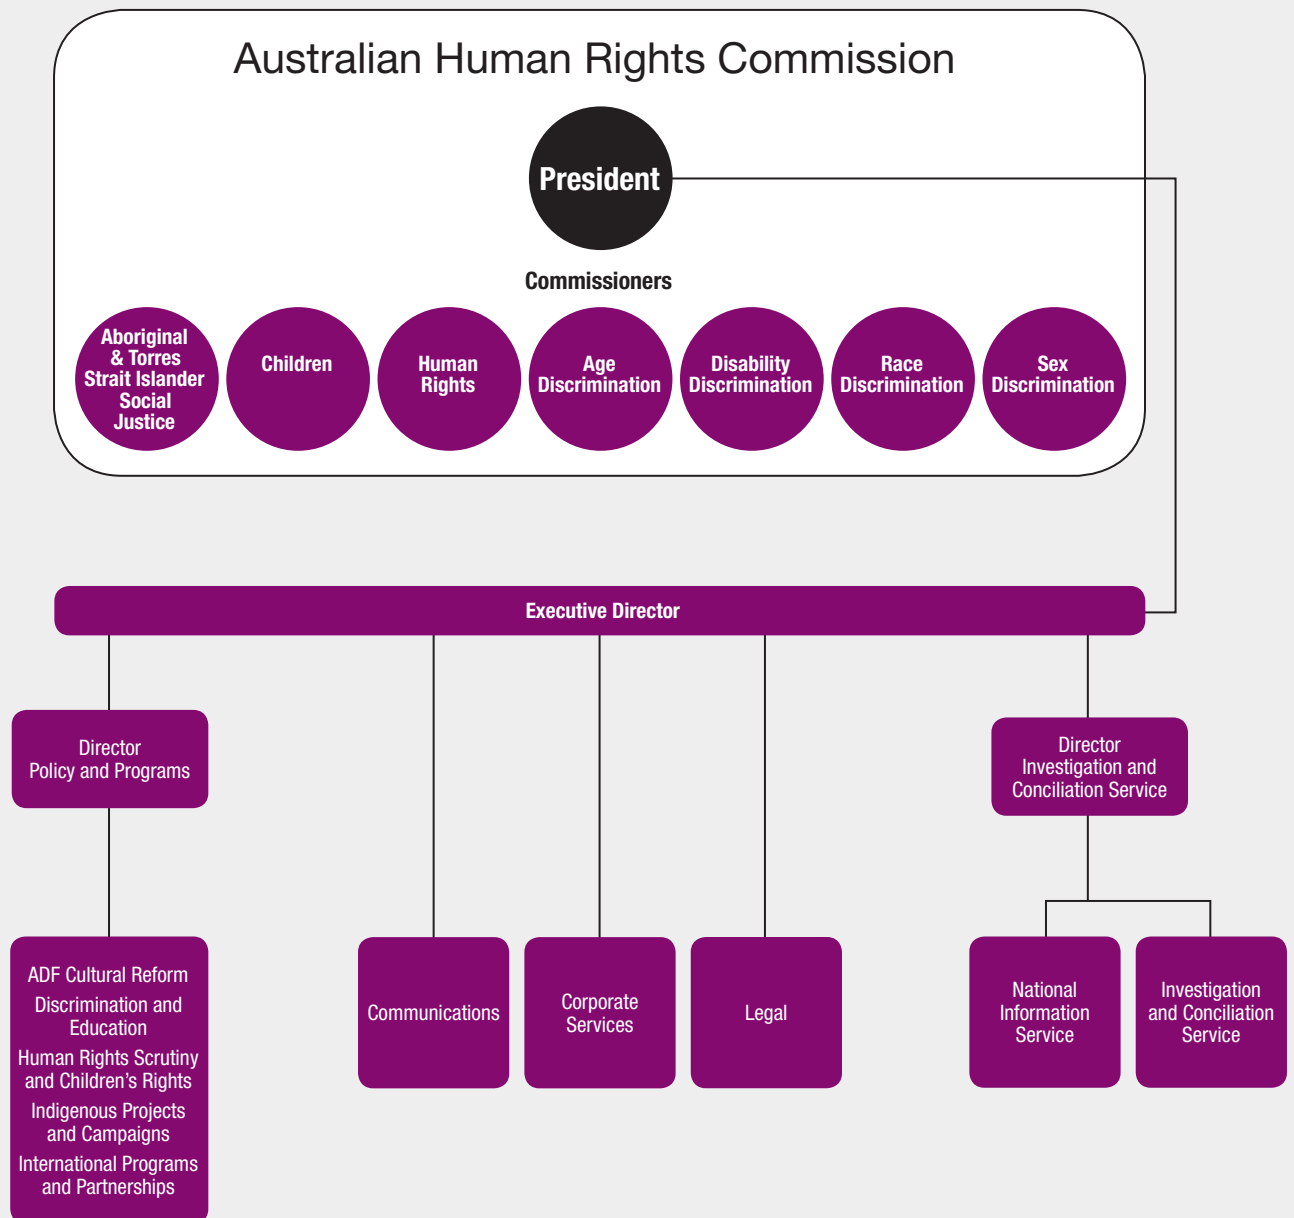 Australian Human Rights Commission
President
Commissioners
Aboriginal
& Torres
Strait Islander
Social
Justice
Children
Human
Rights
Age
Discrimination
Disability
Discrimination
Race
Discrimination
Sex
Discrimination
Executive Director
Director
Policy and Programs
Director
Investigation and
Conciliation Service
ADF Cultural Reform
Discrimination and
Education
Human Rights Scrutiny
and Children’s Rights
Indigenous Projects
and Campaigns
International Programs
and Partnerships
Communications
Corporate
Services
Legal
National
Information
Service
Investigation
and Conciliation
Service